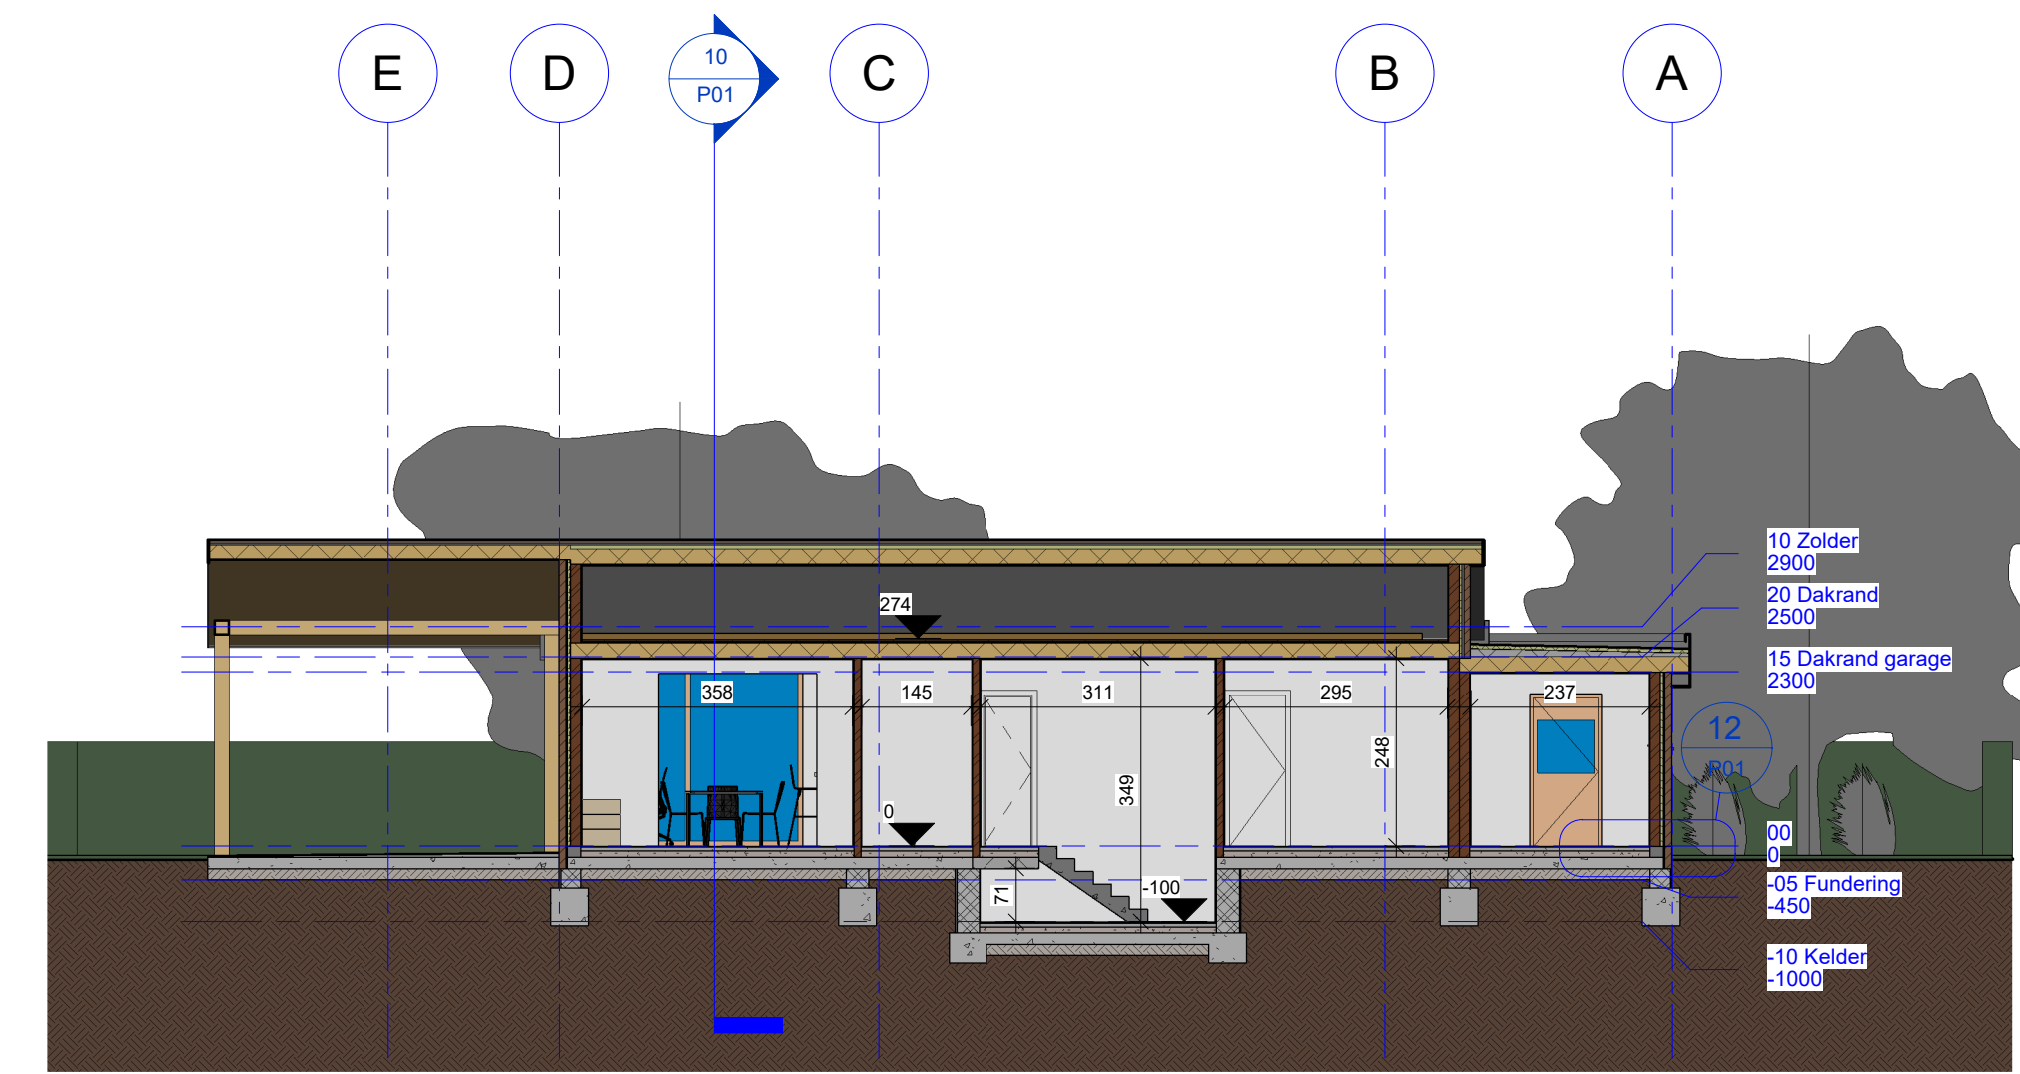 E
D
10
P01
C
B
A
10 Zolder
2900
20 Dakrand
2500
274
15 Dakrand garage
2300
358
145
311
295
237
12
P01
248
349
0
00
0
-05 Fundering
-450
71
-100
-10 Kelder
-1000